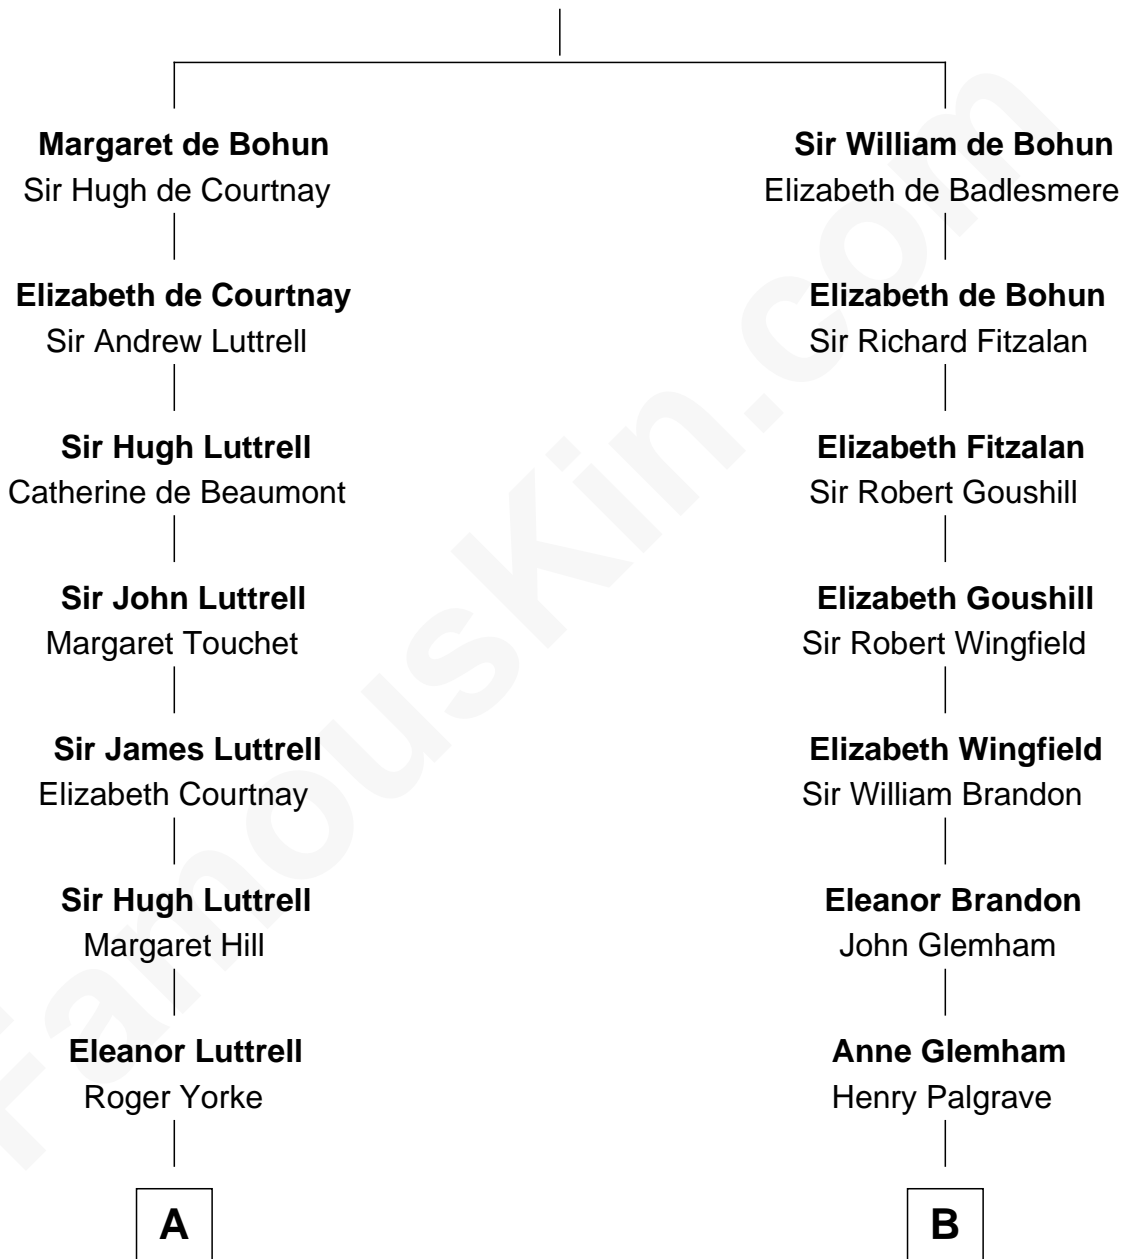 Margaret de Bohun
Sir Hugh de Courtnay
Elizabeth de Courtnay
Sir Andrew Luttrell
Sir Hugh Luttrell
Catherine de Beaumont
Sir John Luttrell
Margaret Touchet
Sir James Luttrell
Elizabeth Courtnay
Sir Hugh Luttrell
Margaret Hill
Eleanor Luttrell
Roger Yorke
A
Sir William de Bohun
Elizabeth de Badlesmere
Elizabeth de Bohun
Sir Richard Fitzalan
Elizabeth Fitzalan
Sir Robert Goushill
Elizabeth Goushill
Sir Robert Wingfield
Elizabeth Wingfield
Sir William Brandon
Eleanor Brandon
John Glemham
Anne Glemham
Henry Palgrave
B
FamousKin.com